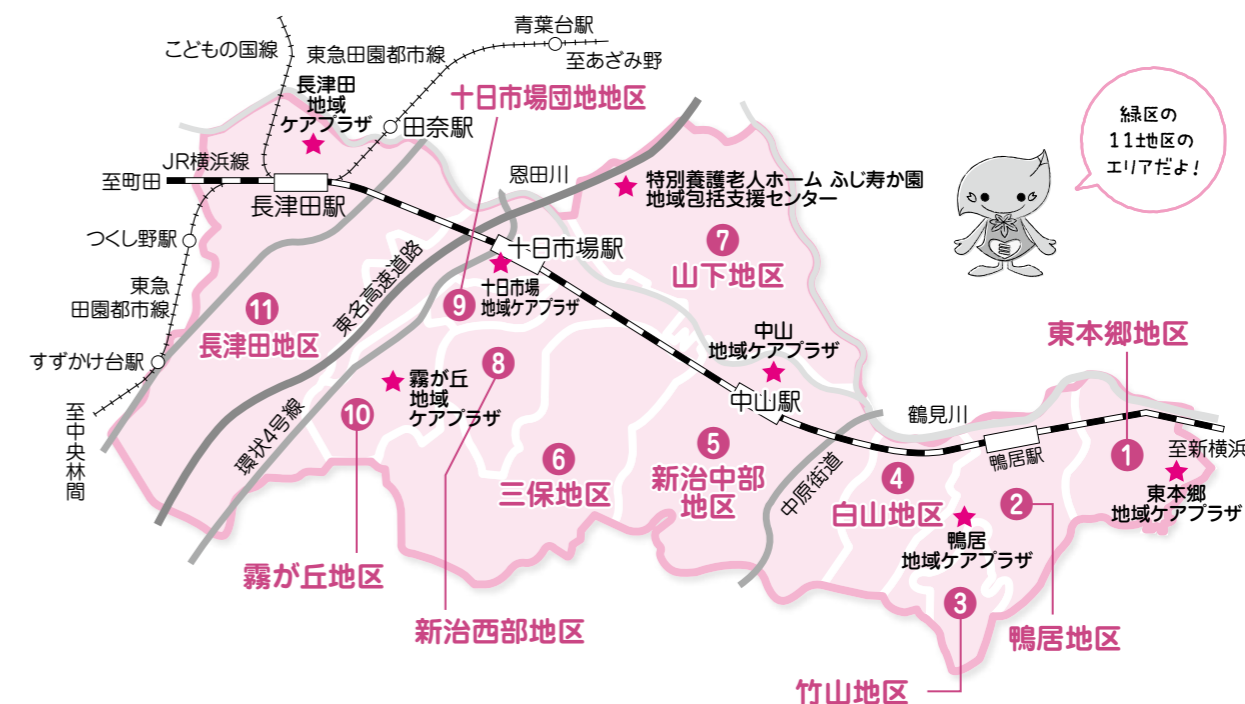 こどもの国線
東急田園都市線
青葉台駅
至あざみ野
長津田
地域
ケアプラザ
田奈駅
十日市場団地地区
緑区の
11地区の
エリアだよ!
JR横浜線
至町田
長津田駅
恩田川
特別養護老人ホーム ふじ寿か園
地域包括支援センター
つくし野駅
十日市場駅
7
山下地区
東急
田園都市線
東名高速道路
十日市場
地域ケアプラザ
9
11
長津田地区
中山
地域ケアプラザ
東本郷地区
すずかけ台駅
8
霧が丘
地域
ケアプラザ
中山駅
至中央林間
10
環状4号線
鶴見川
鴨居駅
至新横浜
1
6
三保地区
5
新治中部
地区
中原街道
4
白山地区
2
東本郷
地域ケアプラザ
鴨居
地域ケアプラザ
霧が丘地区
3
新治西部地区
鴨居地区
竹山地区